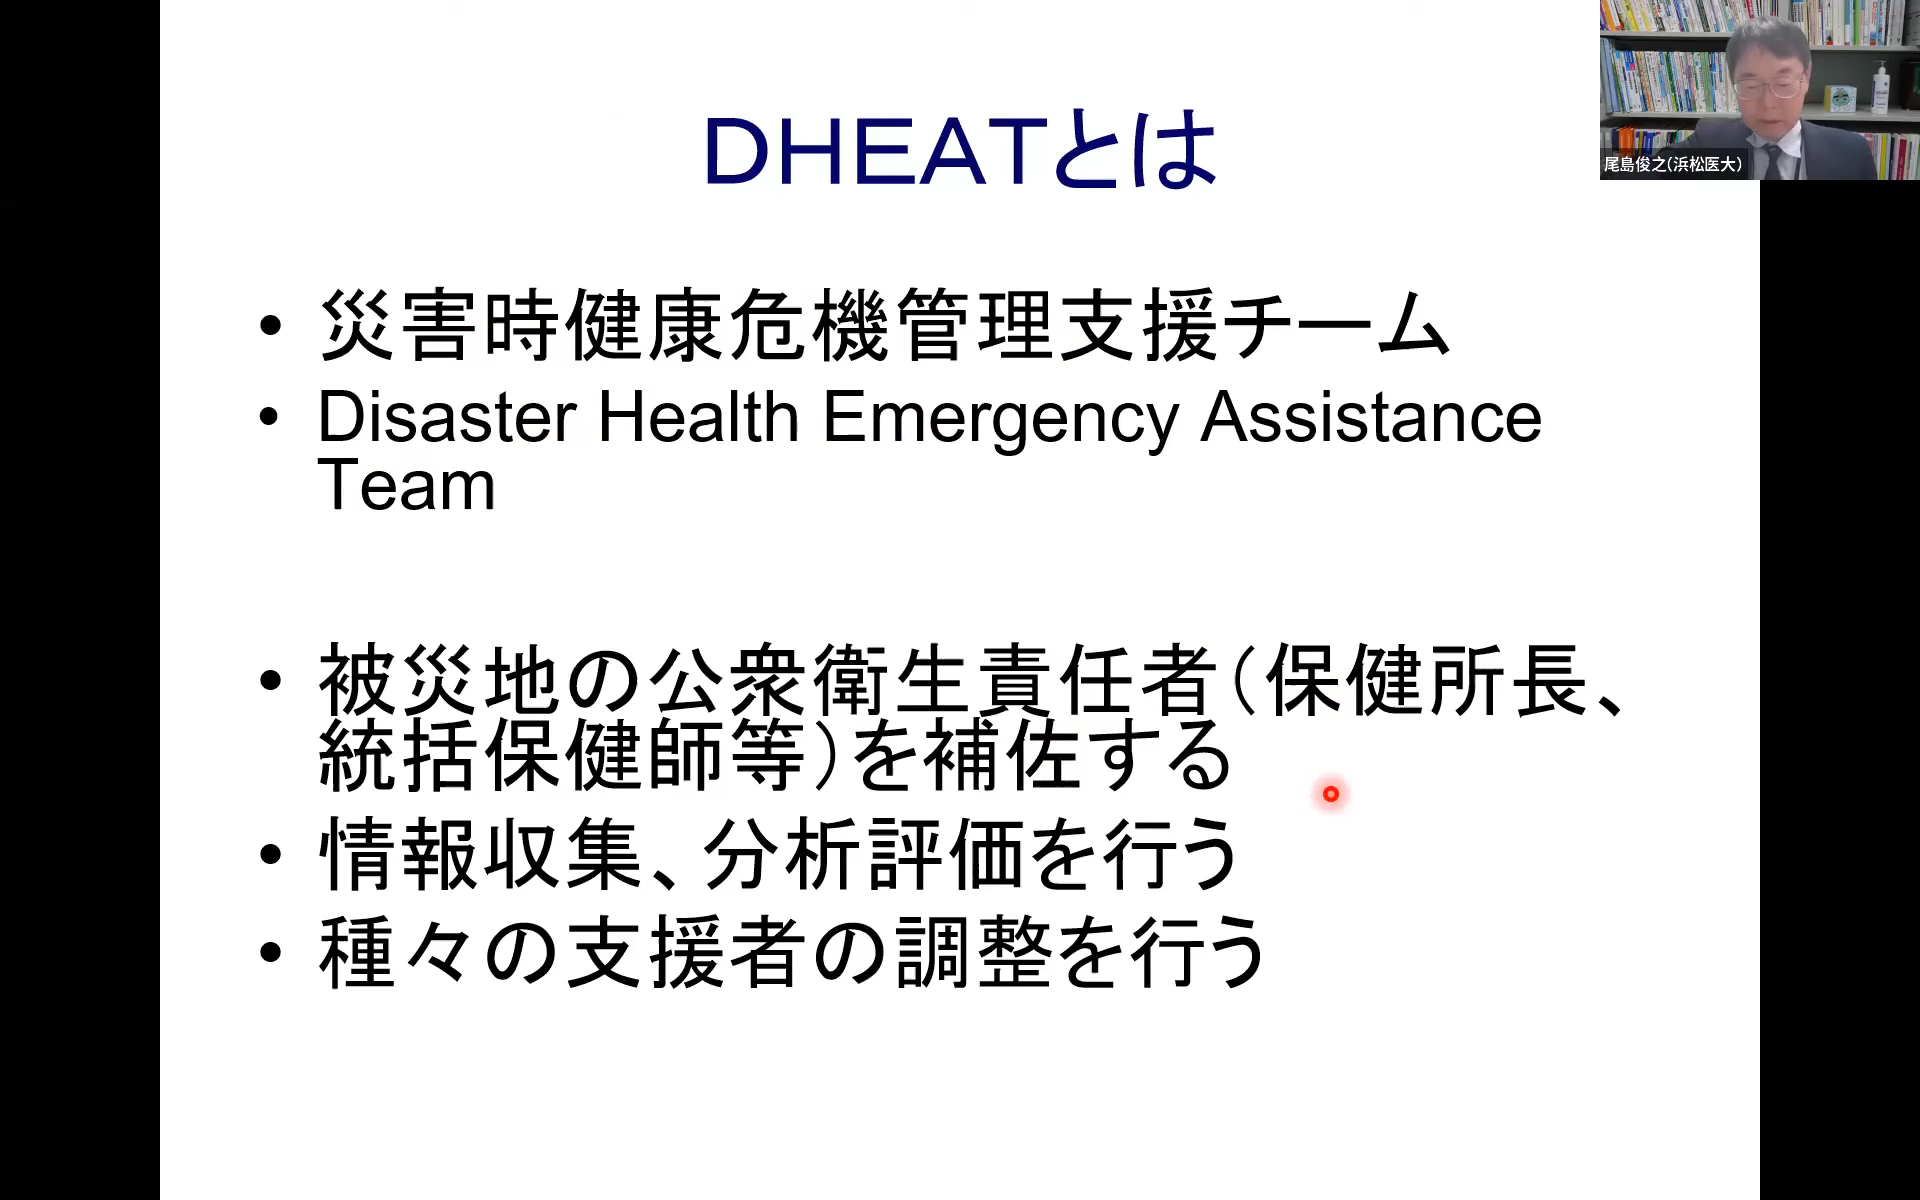 DHEATとは
尾島俊之(浜松医大)
• 災害時健康危機管理支援チーム
• Disaster Health Emergency Assistance
Team
• 被災地の公衆衛生責任者（保健所長、
統括保健師等）を補佐する
• 情報収集、分析評価を行う
• 種々の支援者の調整を行う